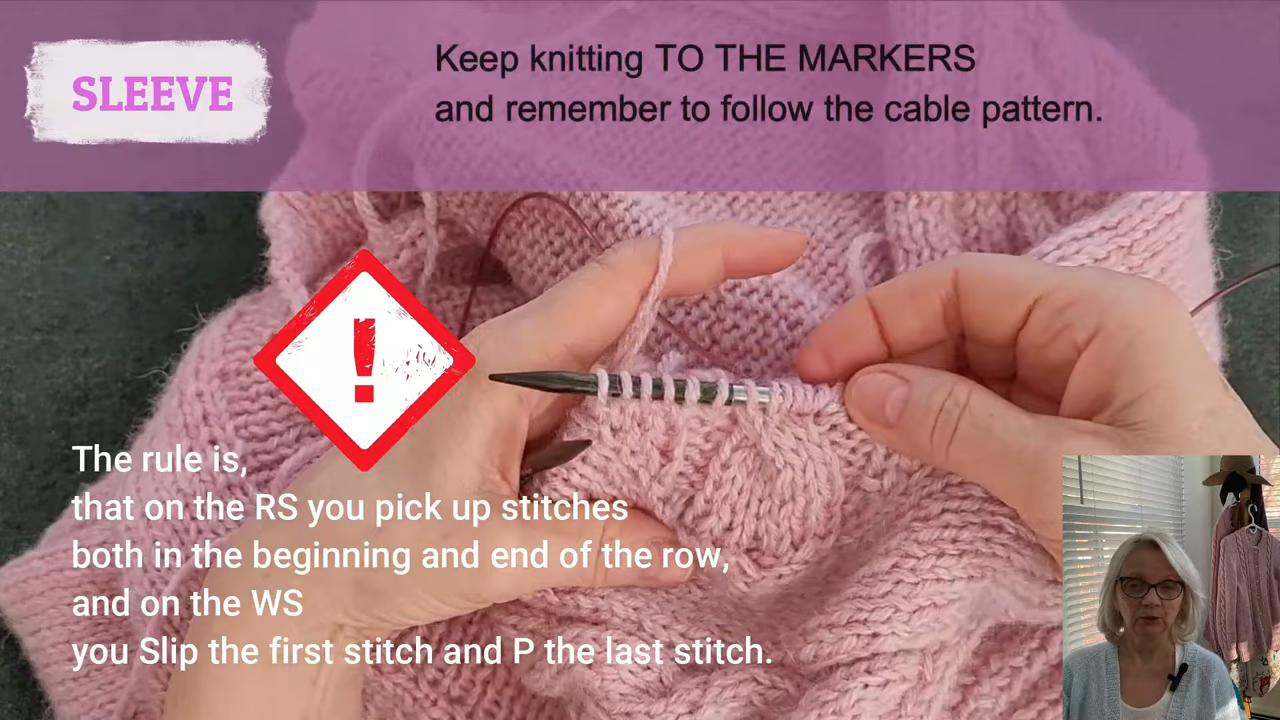 SLEEVE
Keep knitting TO THE MARKERS
and remember to follow the cable pattern.
!
The rule is,
that on the RS you pick up stitches
both in the beginning and end of the row,
and on the WS
you Slip the first stitch and P the last stitch.